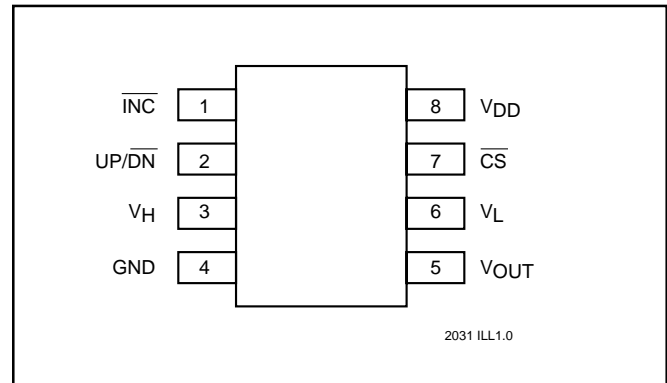 INC 1 8 VDD
UP/DN 2 7 CS
VH 3 6 VL
GND 4 5 VOUT
2031 ILL1.0